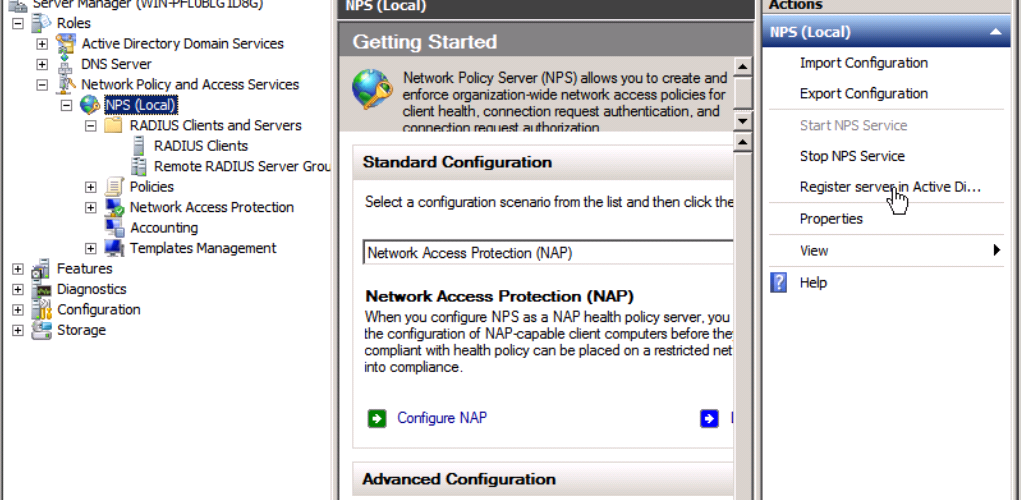 Server Manager (WIN-PFL0BLG1D8G)
Roles
Active Directory Domain Services
DNS Server
Network Policy and Access Services
NPS (Local)
RADIUS Clients and Servers
RADIUS Clients
Remote RADIUS Server Grou
Policies
Network Access Protection
Accounting
Templates Management
Features
Diagnostics
Configuration
Storage
NPS (Local)
Getting Started
Network Policy Server (NPS) allows you to create and
enforce organization-wide network access policies for
client health, connection request authentication, and
connection request authorization
Standard Configuration
Select a configuration scenario from the list and then click the
Network Access Protection (NAP)
Network Access Protection (NAP)
When you configure NPS as a NAP health policy server, you
the configuration of NAP-capable client computers before the
compliant with health policy can be placed on a restricted net
into compliance.
Configure NAP
Advanced Configuration
Actions
NPS (Local)
Import Configuration
Export Configuration
Start NPS Service
Stop NPS Service
Register server in Active Di...
Properties
View
Help